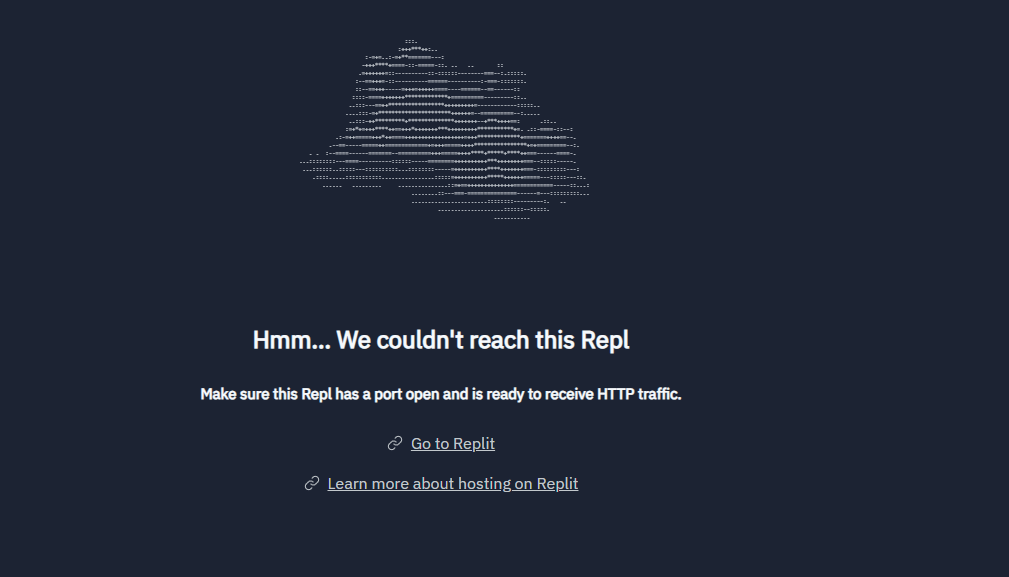 Hmm... We couldn't reach this Repl
Make sure this Repl has a port open and is ready to receive HTTP traffic.
Go to Replit
Learn more about hosting on Replit